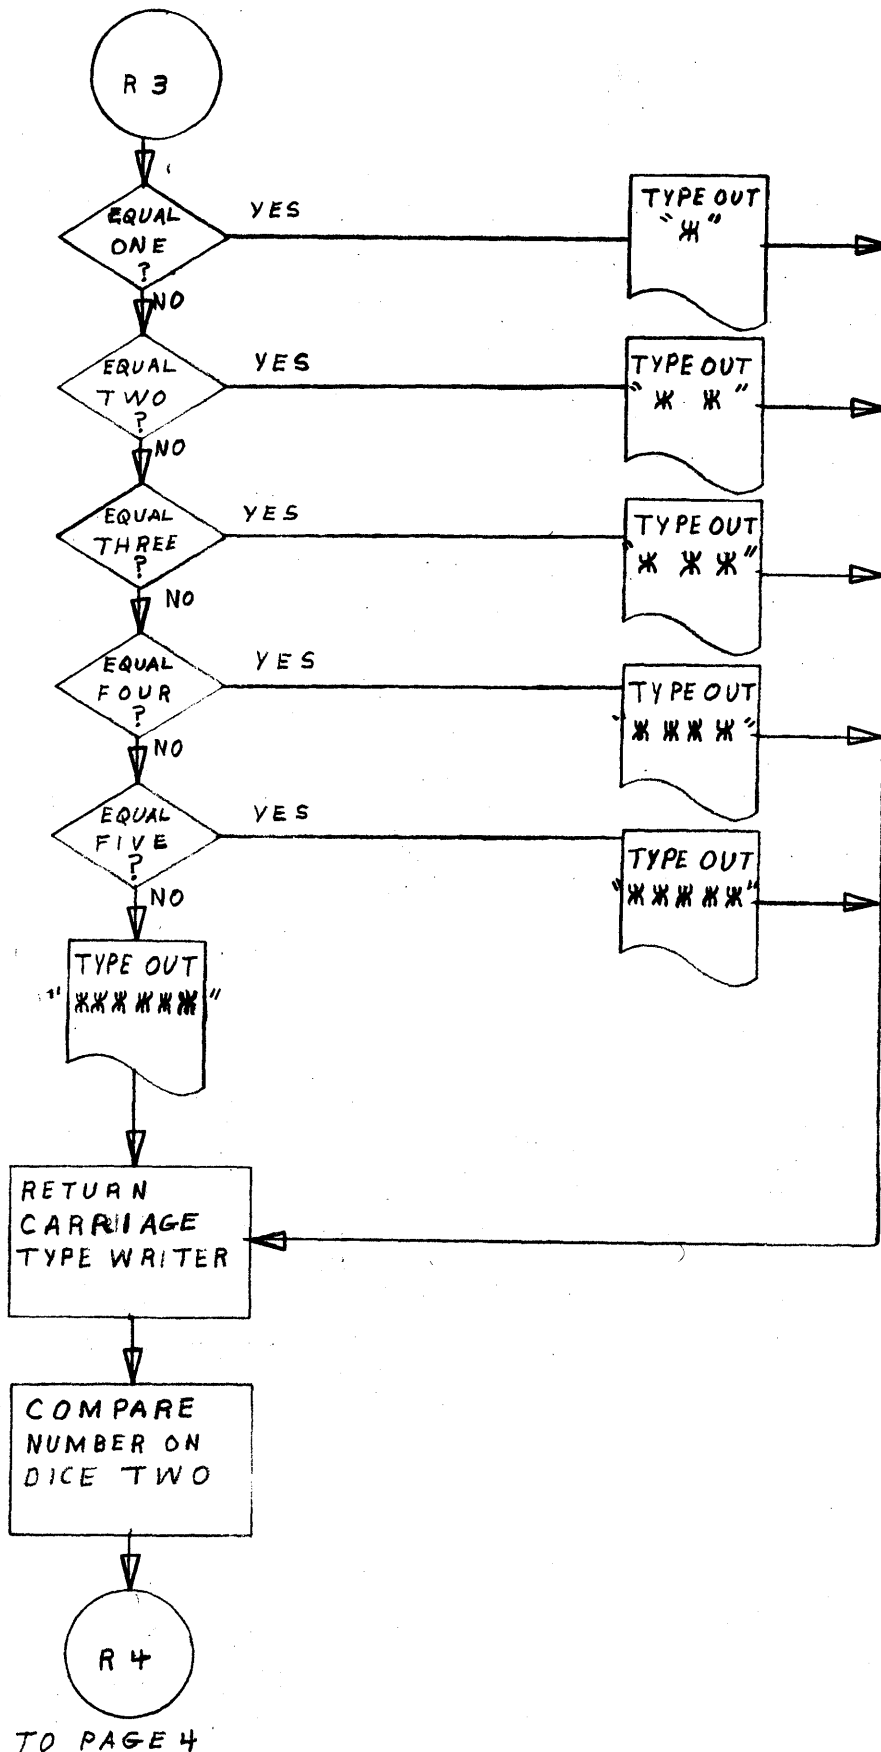 R 3
EQUAL
ONE
?
YES
TYPE OUT
"*"
NO
EQUAL
TWO
?
YES
TYPE OUT
"* *"
NO
EQUAL
THREE
?
YES
TYPE OUT
"* * *"
NO
EQUAL
FOUR
?
YES
TYPE OUT
"* * * *"
NO
EQUAL
FIVE
?
YES
TYPE OUT
"* * * * *"
NO
TYPE OUT
"* * * * * *"
RETURN
CARRIAGE
TYPE WRITER
COMPARE
NUMBER ON
DICE TWO
R 4
TO PAGE 4